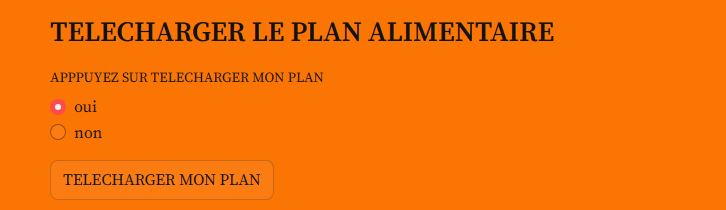 TELECHARGER LE PLAN ALIMENTAIRE
APPPUYEZ SUR TELECHARGER MON PLAN
oui
non
TELECHARGER MON PLAN